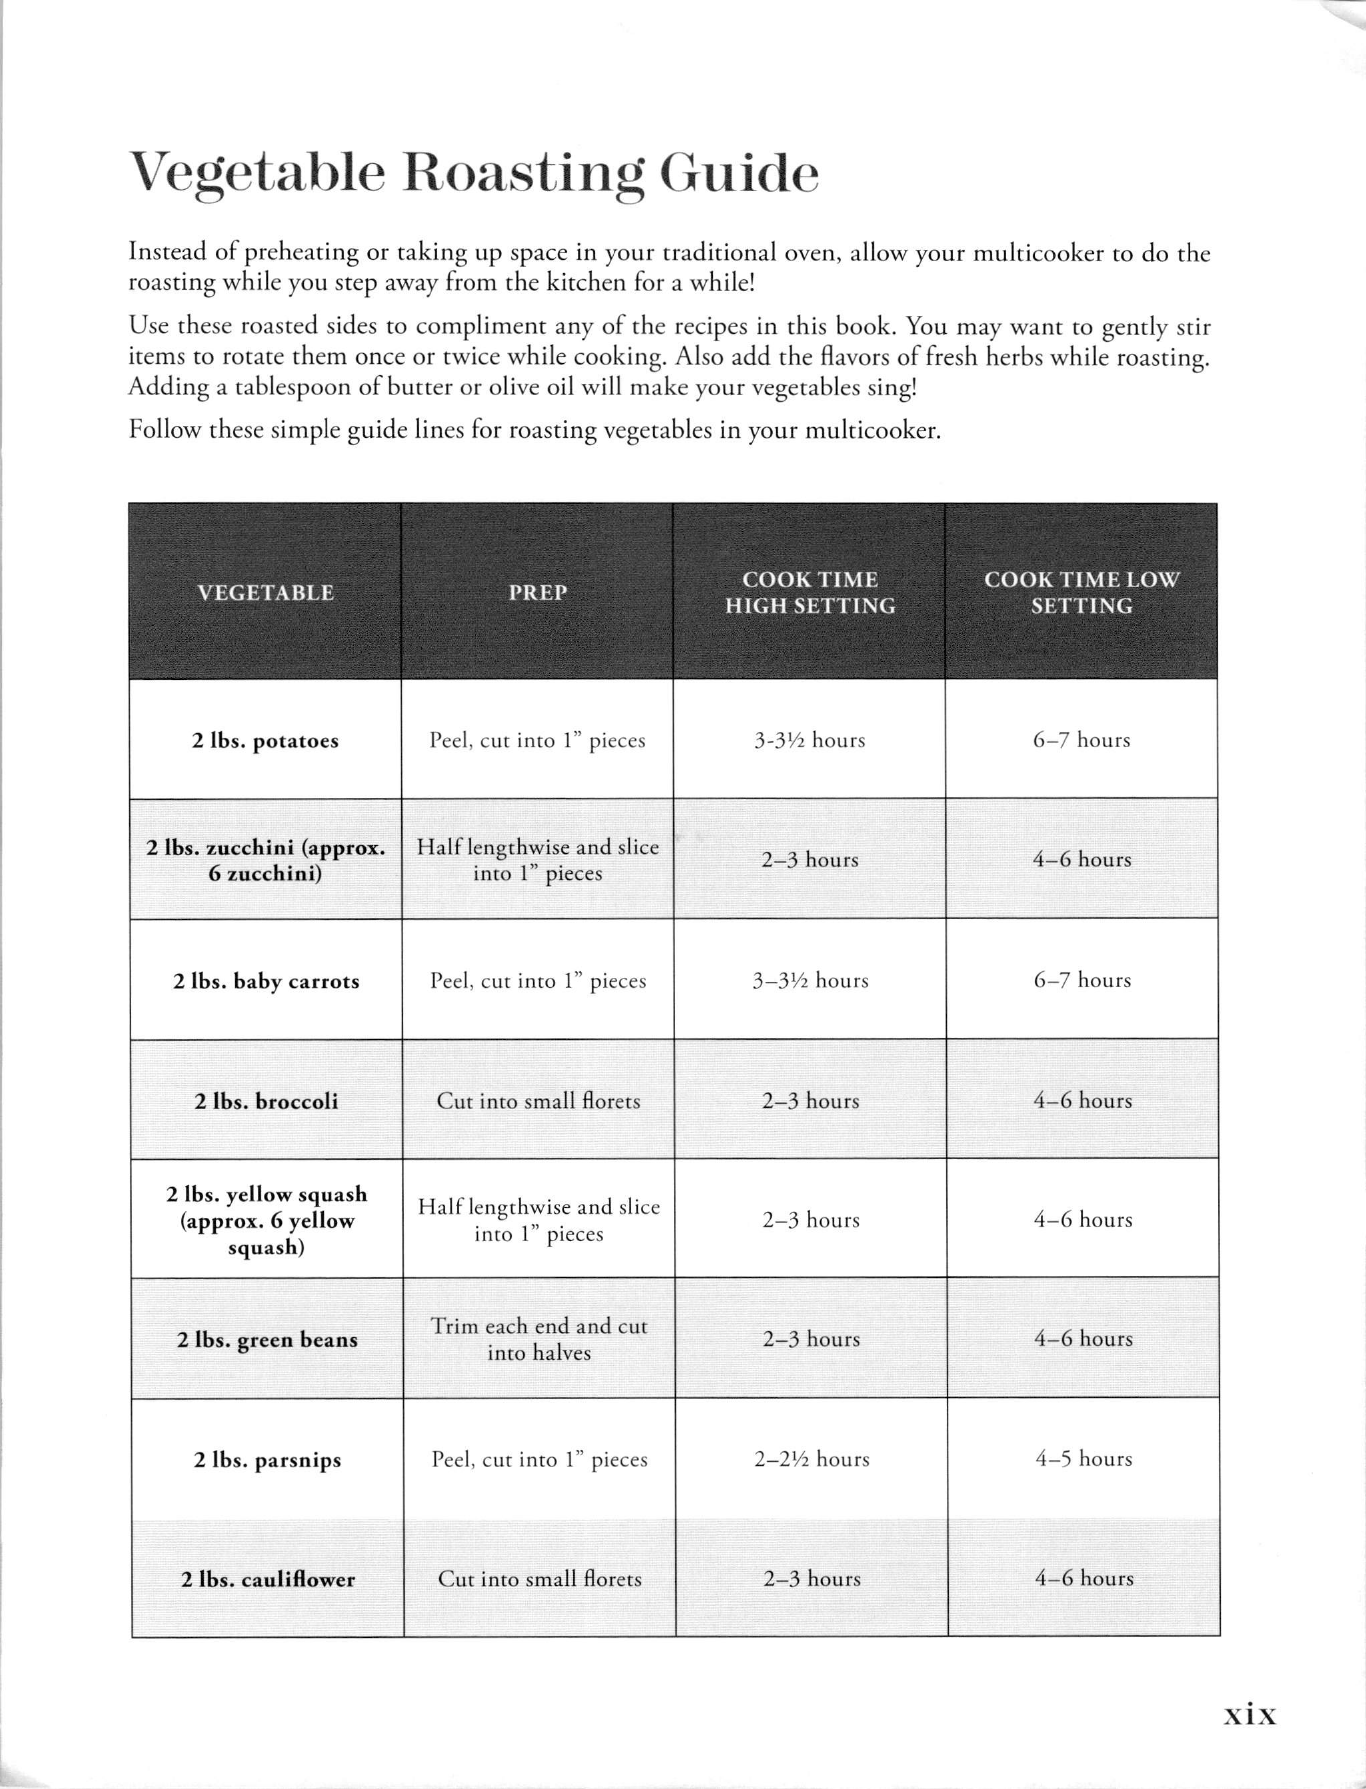 Vegetable Roasting Guide
Instead of preheating or taking up space in your traditional oven, allow your multicooker to do the
roasting while you step away from the kitchen for a while!
Use these roasted sides to compliment any of the recipes in this book. You may want to gently stir
items to rotate them once or twice while cooking. Also add the flavors of fresh herbs while roasting.
Adding a tablespoon of butter or olive oil will make your vegetables sing!
Follow these simple guide lines for roasting vegetables in your multicooker.
VEGETABLE
PREP
COOK TIME
HIGH SETTING
COOK TIME LOW
SETTING
2 lbs. potatoes
Peel, cut into 1” pieces
3-3½ hours
6–7 hours
2 lbs. zucchini (approx.
6 zucchini)
Half lengthwise and slice
into 1” pieces
2–3 hours
4–6 hours
2 lbs. baby carrots
Peel, cut into 1” pieces
3–3½ hours
6–7 hours
2 lbs. broccoli
Cut into small florets
2–3 hours
4–6 hours
2 lbs. yellow squash
(approx. 6 yellow
squash)
Half lengthwise and slice
into 1” pieces
2–3 hours
4–6 hours
2 lbs. green beans
Trim each end and cut
into halves
2–3 hours
4–6 hours
2 lbs. parsnips
Peel, cut into 1” pieces
2–2½ hours
4–5 hours
2 lbs. cauliflower
Cut into small florets
2–3 hours
4–6 hours
xix